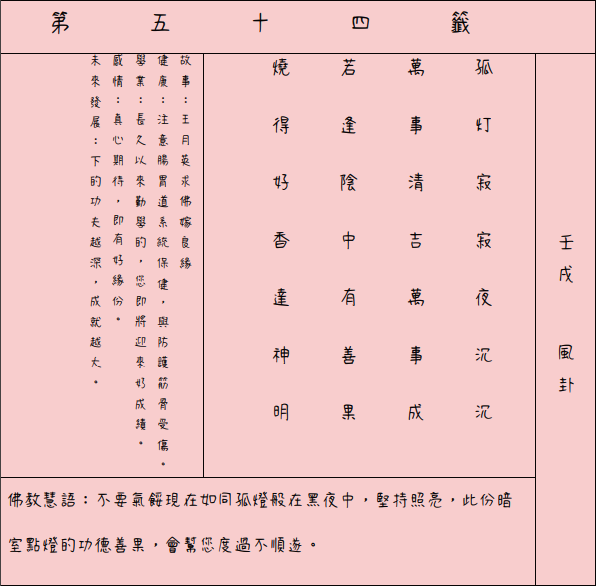 第五十四籤
壬戌 風卦
孤灯寂寂夜沉沉
萬事清吉萬事成
若逢陰中有善果
燒得好香達神明
故事：王月英求佛嫁良緣
健康：注意腸胃道系統保健，與防護筋骨受傷。
學業：長久以來勤學的，您即將迎來好成績。
感情：真心期待，即有好緣份。
未來發展：下的功夫越深，成就越大。
佛教慧語：不要氣餒現在如同孤燈般在黑夜中，堅持照亮，此份暗
室點燈的功德善果，會幫您度過不順遂。